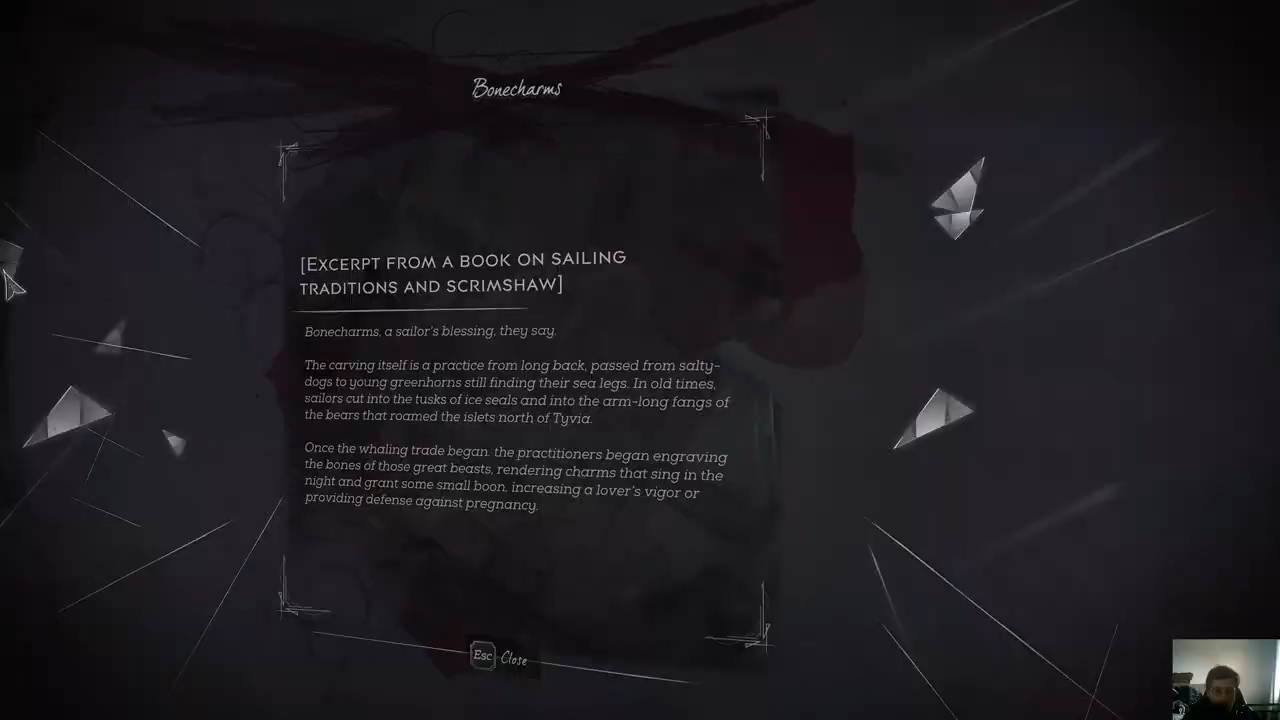 Bonecharms
[Excerpt from a book on sailing
traditions and scrimshaw]
Bonecharms, a sailor's blessing, they say.
The carving itself is a practice from long back, passed from salty-
dogs to young greenhorns still finding their sea legs. In old times,
sailors cut into the tusks of ice seals and into the arm-long fangs of
the bears that roamed the islets north of Tyvia.
Once the whaling trade began, the practitioners began engraving
the bones of those great beasts, rendering charms that sing in the
night and grant some small boon, increasing a lover's vigor or
providing defense against pregnancy.
Esc Close